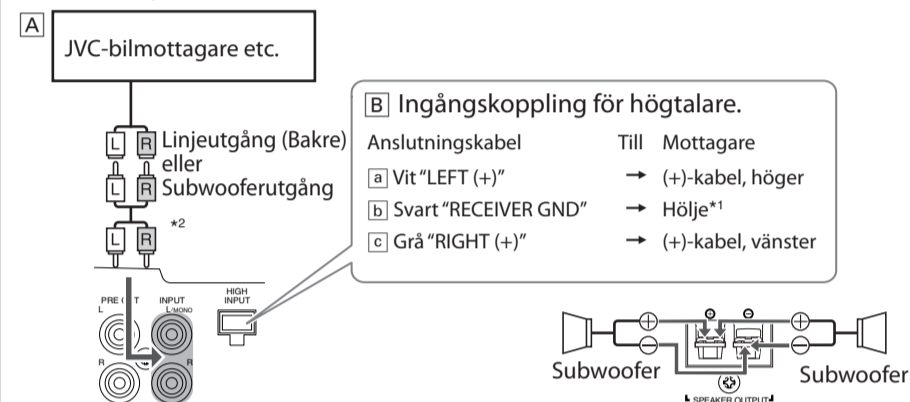 A
JVC-bilmottagare etc.
L R Linjeutgång (Bakre)
eller
L R Subwooferutgång
L R *2
B Ingångskoppling för högtalare.
Anslutningskabel Till Mottagare
a Vit "LEFT (+)" → (+)-kabel, höger
b Svart "RECEIVER GND" → Hölje*1
c Grå "RIGHT (+)" → (+)-kabel, vänster
PRE
L
R
INPUT
L/MONO
R
HIGH
INPUT
+ −
+ +
− −
Subwoofer
Subwoofer
SPEAKER OUTPUT